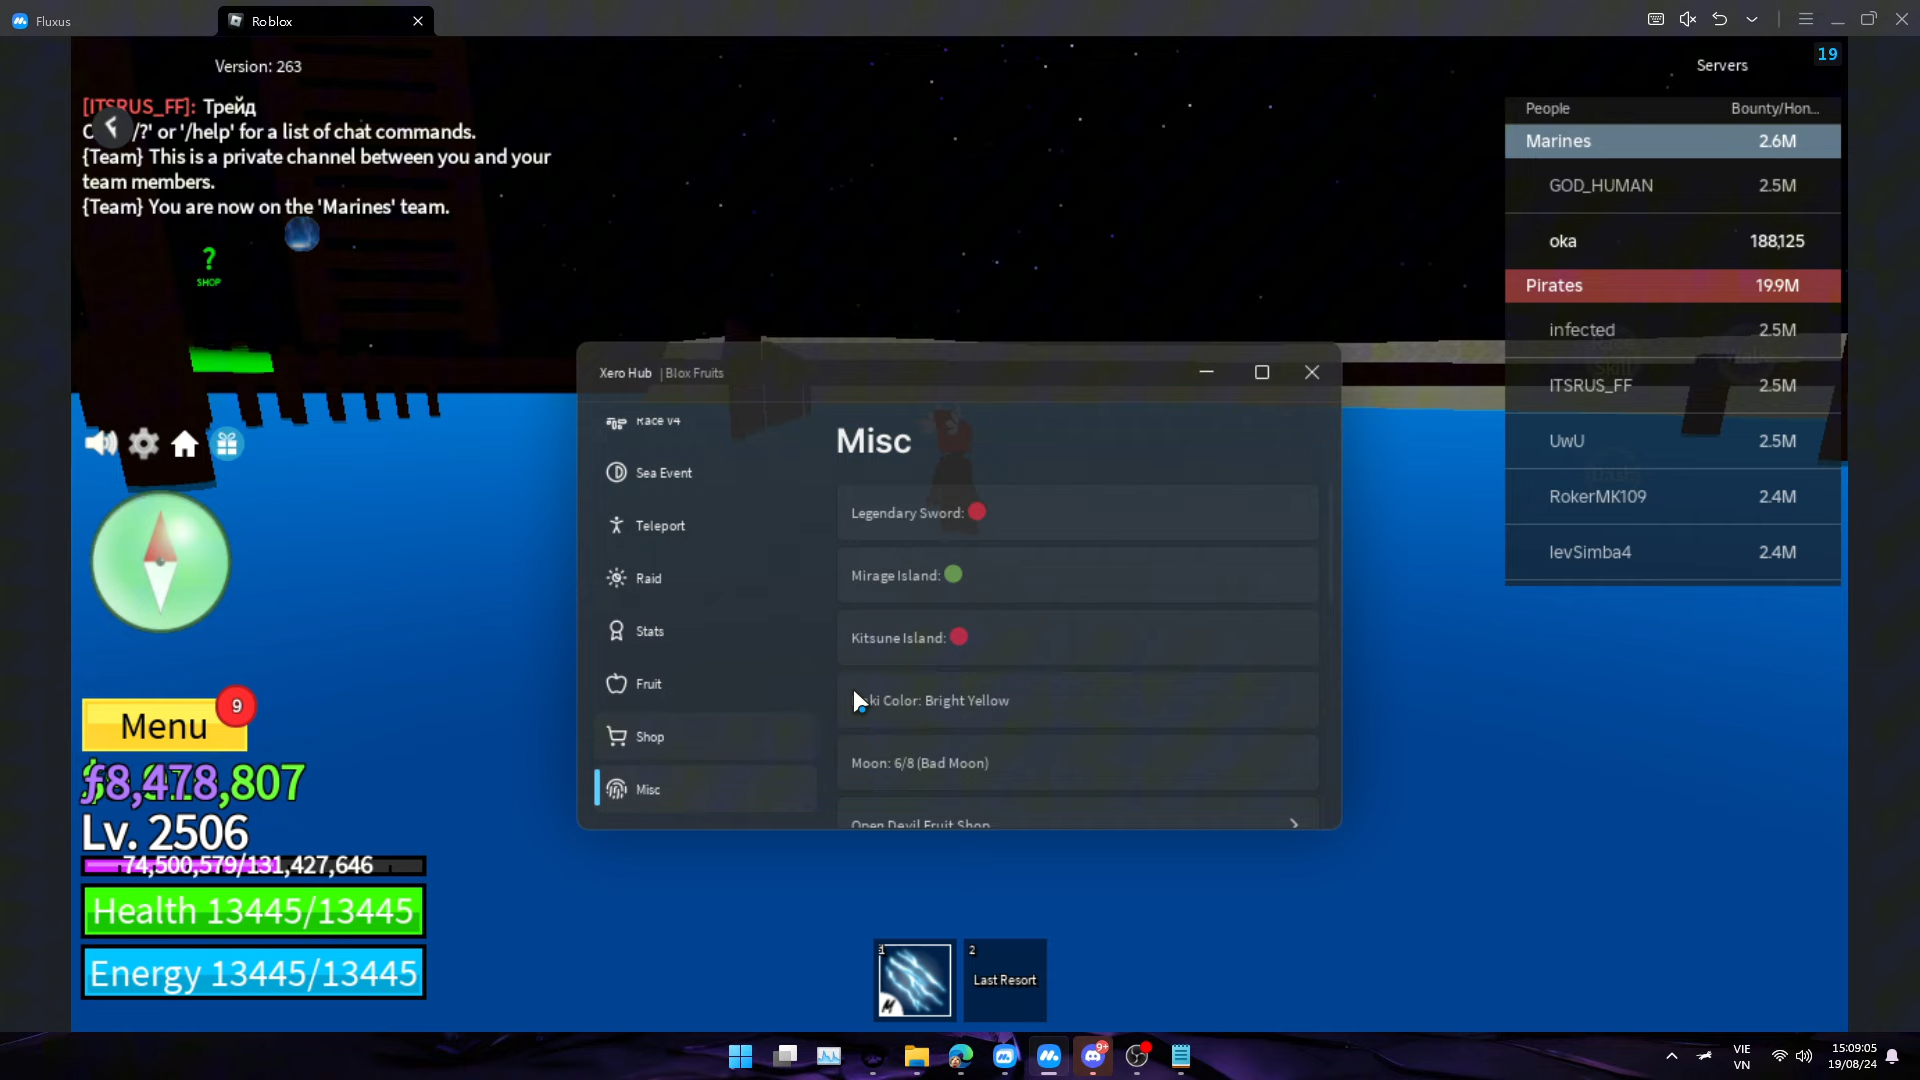 Fluxus
Roblox
Version: 263
[ITSRUS_FF]: Трейд
/?' or '/help' for a list of chat commands.
{Team} This is a private channel between you and your
team members.
{Team} You are now on the 'Marines' team.
?
SHOP
19
Servers
People Bounty/Hon...
Marines 2.6M
GOD_HUMAN 2.5M
oka 188,125
Pirates 19.9M
infected 2.5M
ITSRUS_FF 2.5M
UwU 2.5M
RokerMK109 2.4M
IevSimba4 2.4M
Xero Hub | Blox Fruits
Race V4
Sea Event
Teleport
Raid
Stats
Fruit
Shop
Misc
Misc
Legendary Sword:
Mirage Island:
Kitsune Island:
Color: Bright Yellow
Moon: 6/8 (Bad Moon)
Open Devil Fruit Shop
Menu
9
ƒ8,478,807
Lv. 2506
74,500,579/131,427,646
Health 13445/13445
Energy 13445/13445
1
M
2
Last Resort
9+
VIE
VN
15:09:05
19/08/24